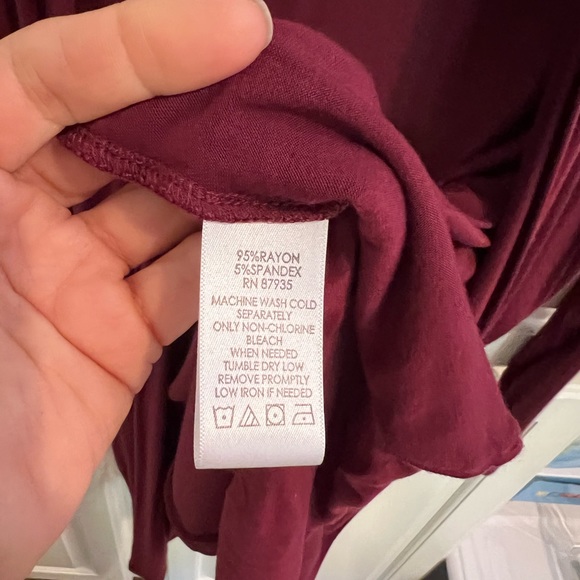 95%RAYON
5%SPANDEX
RN 87935
MACHINE WASH COLD
SEPARATELY
ONLY NON-CHLORINE
BLEACH
WHEN NEEDED
TUMBLE DRY LOW
REMOVE PROMPTLY
LOW IRON IF NEEDED